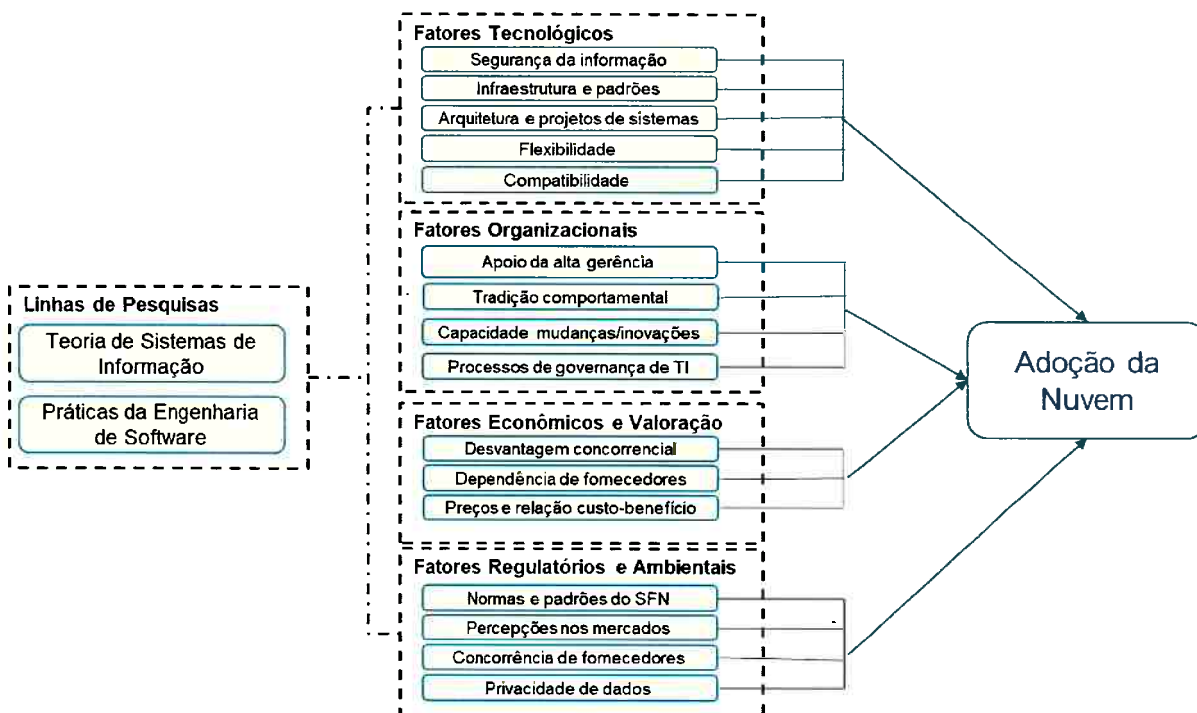 Linhas de Pesquisas
Teoria de Sistemas de
Informação
Práticas da Engenharia
de Software
Fatores Tecnológicos
Segurança da informação
Infraestrutura e padrões
Arquitetura e projetos de sistemas
Flexibilidade
Compatibilidade
Fatores Organizacionais
Apoio da alta gerência
Tradição comportamental
Capacidade mudanças/inovações
Processos de governança de TI
Fatores Econômicos e Valoração
Desvantagem concorrencial
Dependência de fornecedores
Preços e relação custo-benefício
Fatores Regulatórios e Ambientais
Normas e padrões do SFN
Percepções nos mercados
Concorrência de fornecedores
Privacidade de dados
Adoção da
Nuvem